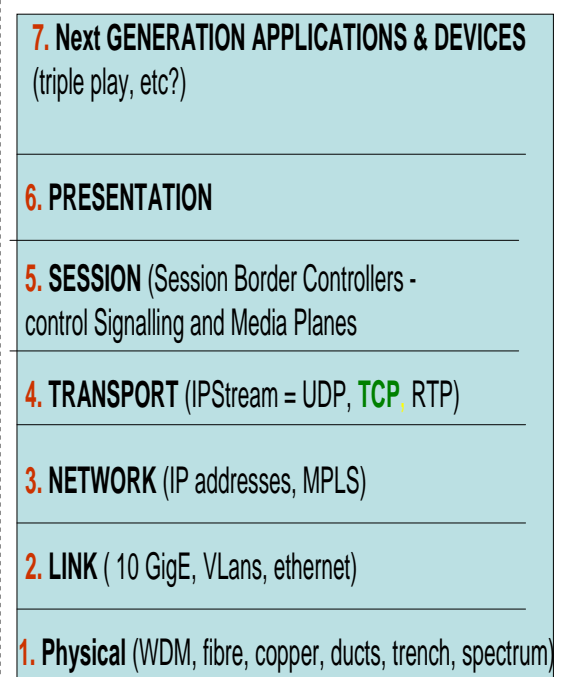 7. Next GENERATION APPLICATIONS & DEVICES
(triple play, etc?)
6. PRESENTATION
5. SESSION (Session Border Controllers -
control Signalling and Media Planes
4. TRANSPORT (IPStream = UDP, TCP, RTP)
3. NETWORK (IP addresses, MPLS)
2. LINK ( 10 GigE, VLans, ethernet)
1. Physical (WDM, fibre, copper, ducts, trench, spectrum)